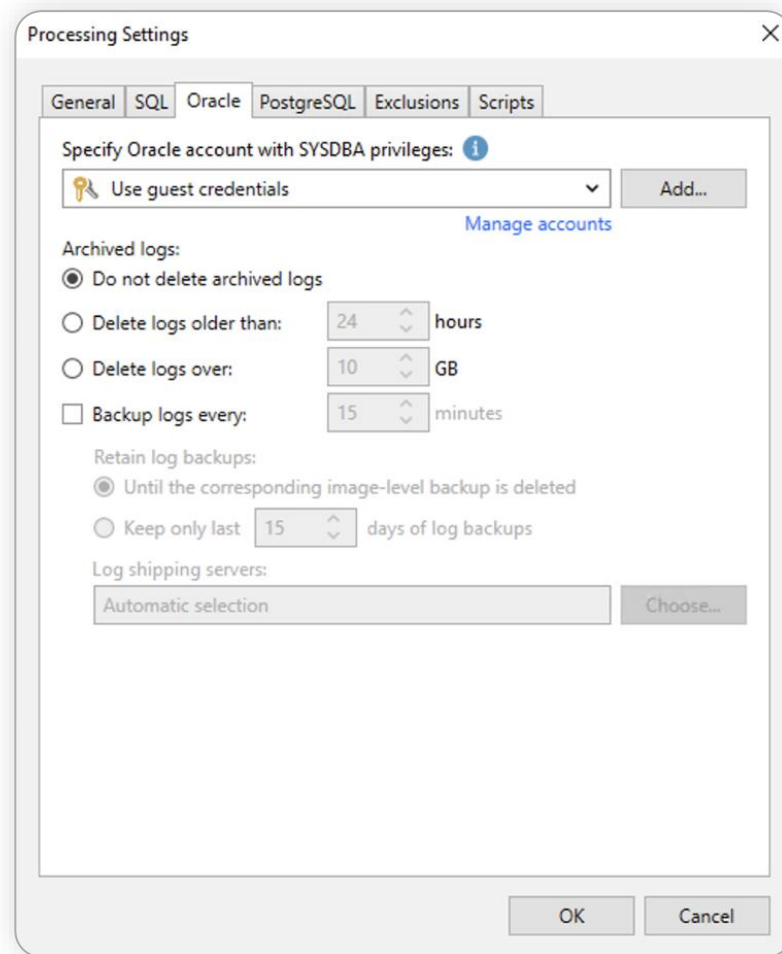 Processing Settings
General SQL Oracle PostgreSQL Exclusions Scripts
Specify Oracle account with SYSDBA privileges:
Use guest credentials Add...
Manage accounts
Archived logs:
Do not delete archived logs
Delete logs older than: 24 hours
Delete logs over: 10 GB
Backup logs every: 15 minutes
Retain log backups:
Until the corresponding image-level backup is deleted
Keep only last 15 days of log backups
Log shipping servers:
Automatic selection Choose...
OK Cancel